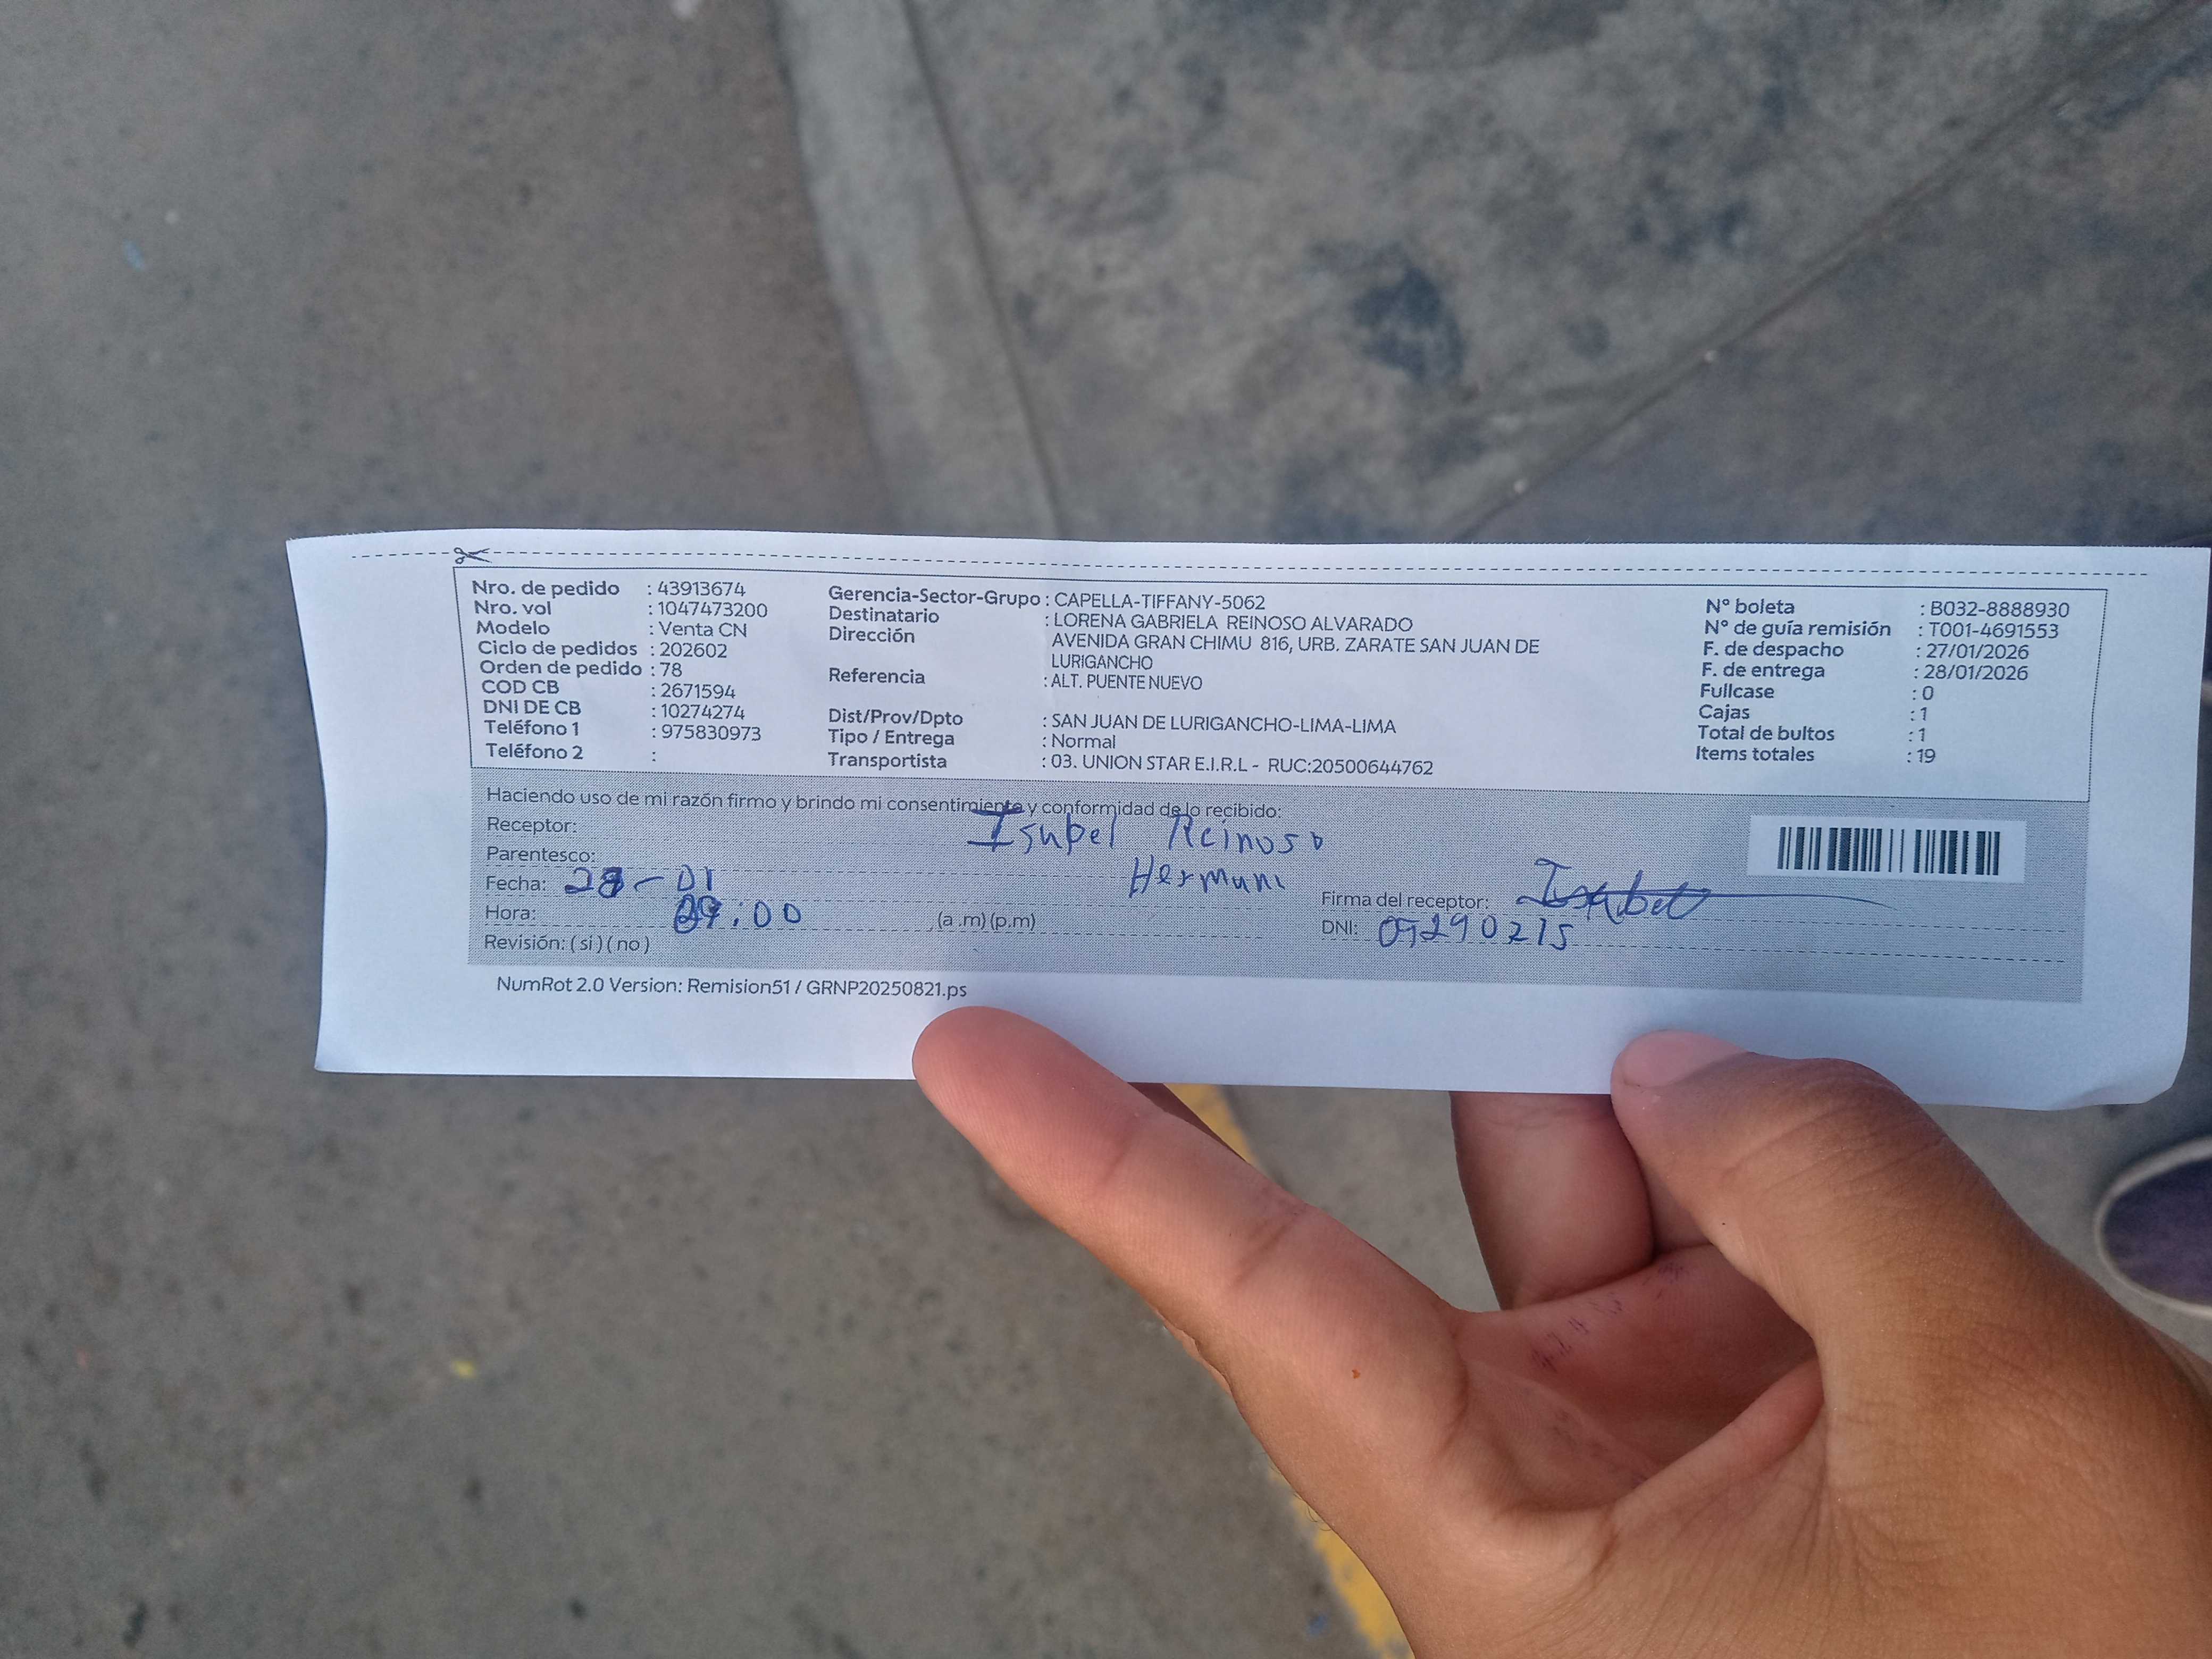 Nro. de pedido : 43913674
Nro. vol : 1047473200
Modelo : Venta CN
Ciclo de pedidos : 202602
Orden de pedido : 78
COD CB : 2671594
DNI DE CB : 10274274
Teléfono 1 : 975830973
Teléfono 2 :
Gerencia-Sector-Grupo : CAPELLA-TIFFANY-5062
Destinatario : LORENA GABRIELA REINOSO ALVARADO
Dirección AVENIDA GRAN CHIMU 816, URB. ZARATE SAN JUAN DE
LURIGANCHO
Referencia : ALT. PUENTE NUEVO
Dist/Prov/Dpto : SAN JUAN DE LURIGANCHO-LIMA-LIMA
Tipo / Entrega : Normal
Transportista : 03. UNION STAR E.I.R.L - RUC:20500644762
N° boleta : B032-8888930
N° de guía remisión : T001-4691553
F. de despacho : 27/01/2026
F. de entrega : 28/01/2026
Fullcase : 0
Cajas : 1
Total de bultos : 1
Items totales : 19
Haciendo uso de mi razón firmo y brindo mi consentimiento y conformidad de lo recibido:
Receptor: Isabel Reinoso
Parentesco: Hermana
Fecha: 28-01
Hora: :00 (a .m) (p.m)
Revisión: ( si ) ( no )
Firma del receptor: Isabel
DNI: 09290215
NumRot 2.0 Version: Remision51 / GRNP20250821.ps